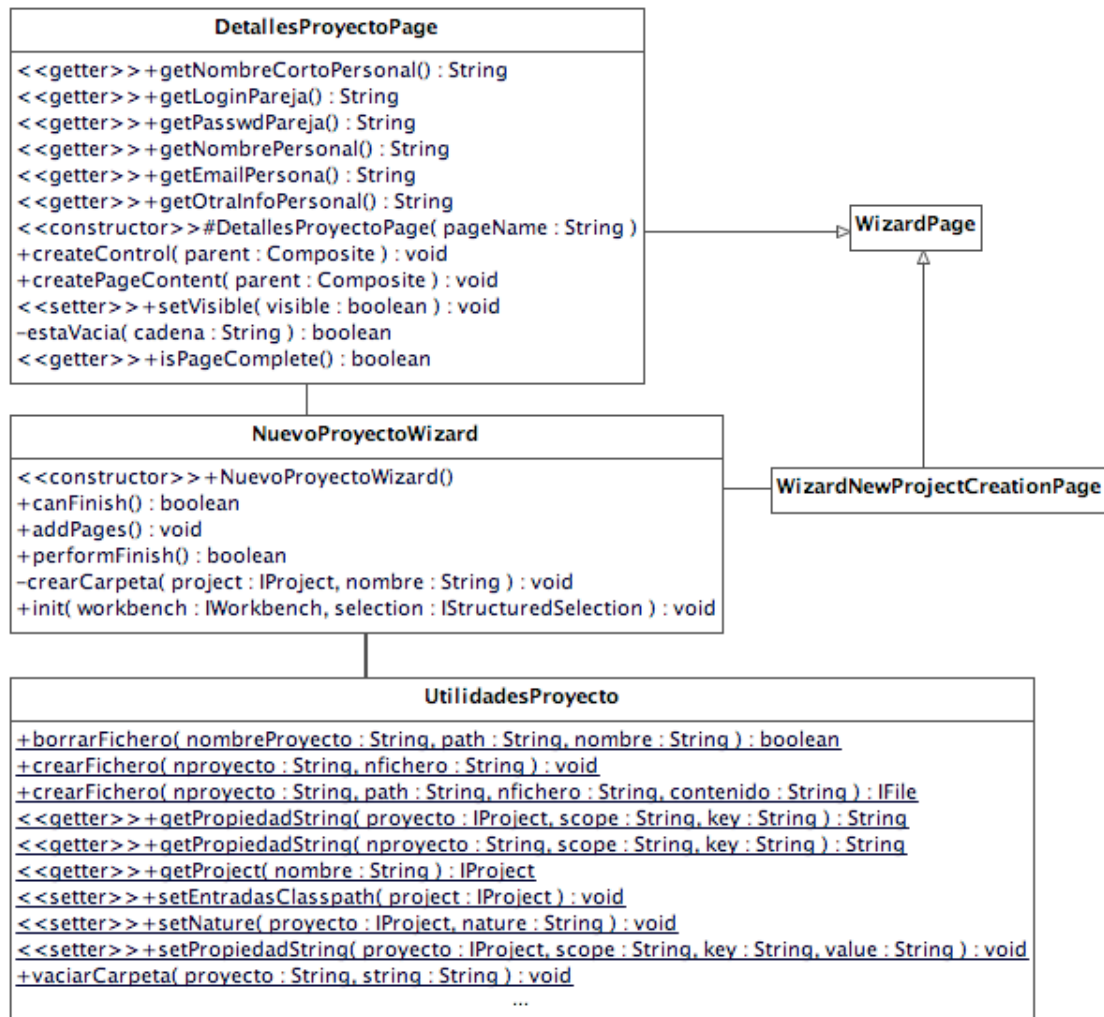 DetallesProyectoPage
<<getter>>+getNombreCortoPersonal() : String
<<getter>>+getLoginPareja() : String
<<getter>>+getPasswdPareja() : String
<<getter>>+getNombrePersonal() : String
<<getter>>+getEmailPersona() : String
<<getter>>+getOtraInfoPersonal() : String
<<constructor>>#DetallesProyectoPage( pageName : String )
+createControl( parent : Composite ) : void
+createPageContent( parent : Composite ) : void
<<setter>>+setVisible( visible : boolean ) : void
-estaVacia( cadena : String ) : boolean
<<getter>>+isPageComplete() : boolean
WizardPage
NuevoProyectoWizard
<<constructor>>+NuevoProyectoWizard()
+canFinish() : boolean
+addPages() : void
+performFinish() : boolean
-crearCarpeta( project : IProject, nombre : String ) : void
+init( workbench : IWorkbench, selection : IStructuredSelection ) : void
WizardNewProjectCreationPage
UtilidadesProyecto
+borrarFichero( nombreProyecto : String, path : String, nombre : String ) : boolean
+crearFichero( nproyecto : String, nfichero : String ) : void
+crearFichero( nproyecto : String, path : String, nfichero : String, contenido : String ) : IFile
<<getter>>+getPropiedadString( proyecto : IProject, scope : String, key : String ) : String
<<getter>>+getPropiedadString( nproyecto : String, scope : String, key : String ) : String
<<getter>>+getProject( nombre : String ) : IProject
<<setter>>+setEntradasClasspath( project : IProject ) : void
<<setter>>+setNature( proyecto : IProject, nature : String ) : void
<<setter>>+setPropiedadString( proyecto : IProject, scope : String, key : String, value : String ) : void
+vaciarCarpeta( proyecto : String, string : String ) : void
...